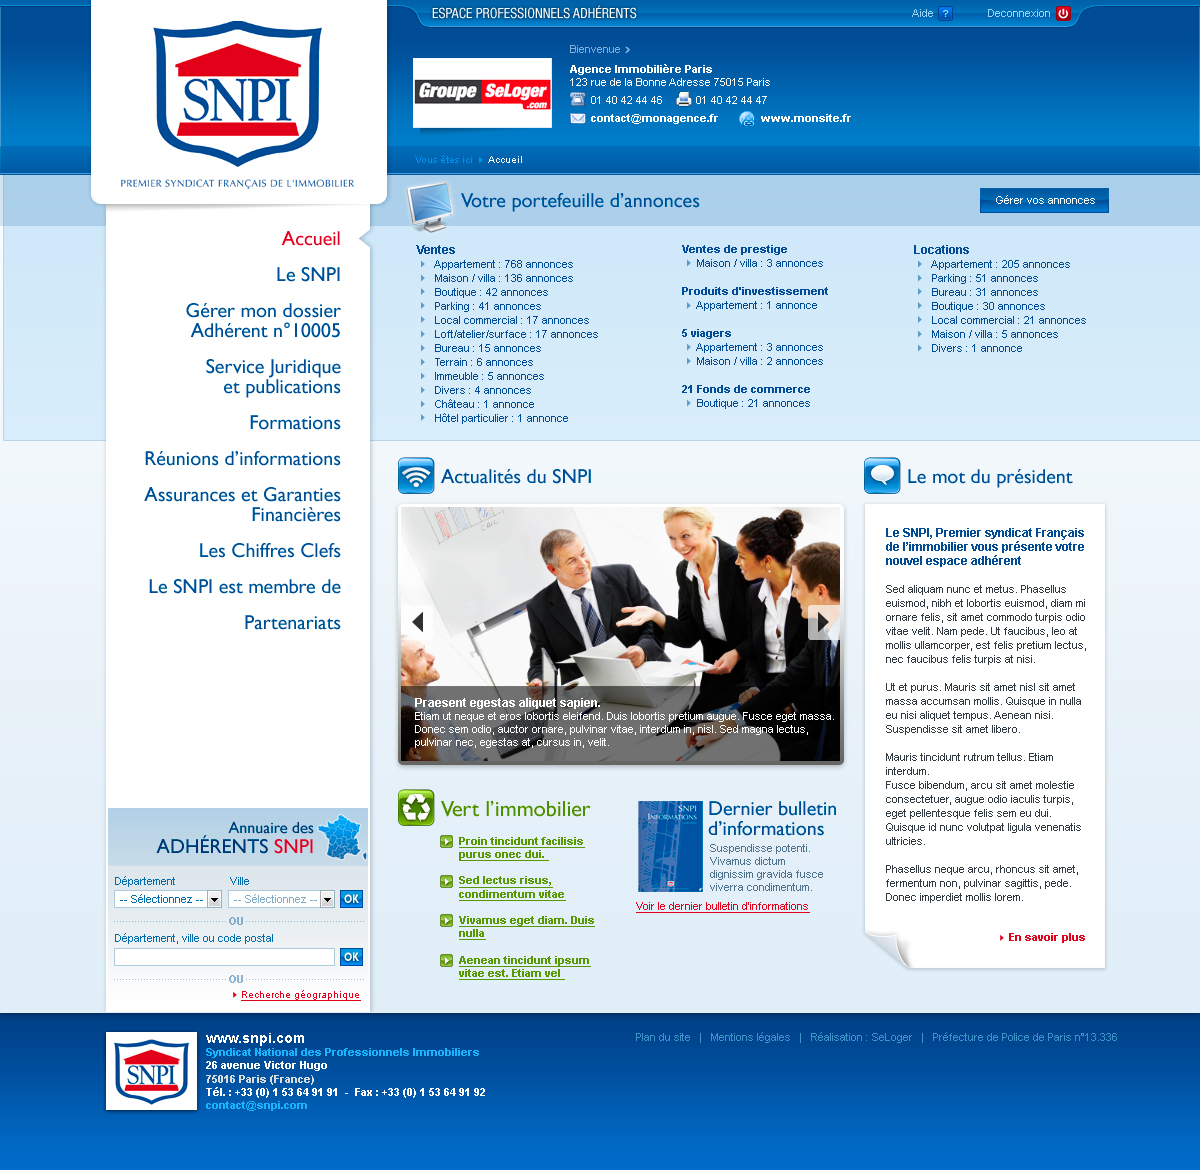 ESPACE PROFESSIONNELS ADHÉRENTS
Aide ?
Deconnexion
SNPI
PREMIER SYNDICAT FRANÇAIS DE L'IMMOBILIER
Groupe SeLoger.com
Bienvenue
Agence Immobilière Paris
123 rue de la Bonne Adresse 75015 Paris
01 40 42 44 46 01 40 42 44 47
contact@monagence.fr www.monsite.fr
Vous êtes ici Accueil
Accueil
Le SNPI
Gérer mon dossier
Adhérent n°10005
Service Juridique
et publications
Formations
Réunions d'informations
Assurances et Garanties
Financières
Les Chiffres Clefs
Le SNPI est membre de
Partenariats
Votre portefeuille d'annonces
Gérer vos annonces
Ventes
Appartement : 768 annonces
Maison / villa : 136 annonces
Boutique : 42 annonces
Parking : 41 annonces
Local commercial : 17 annonces
Loft/atelier/surface : 17 annonces
Bureau : 15 annonces
Terrain : 6 annonces
Immeuble : 5 annonces
Divers : 4 annonces
Château : 1 annonce
Hôtel particulier : 1 annonce
Ventes de prestige
Maison / villa : 3 annonces
Produits d'investissement
Appartement : 1 annonce
5 viagers
Appartement : 3 annonces
Maison / villa : 2 annonces
21 Fonds de commerce
Boutique : 21 annonces
Locations
Appartement : 205 annonces
Parking : 51 annonces
Bureau : 31 annonces
Boutique : 30 annonces
Local commercial : 21 annonces
Maison / villa : 5 annonces
Divers : 1 annonce
Actualités du SNPI
Praesent egestas aliquet sapien.
Etiam ut neque et eros lobortis eleifend. Duis lobortis pretium augue. Fusce eget massa.
Donec sem odio, auctor ornare, pulvinar vitae, interdum in, nisl. Sed magna lectus,
pulvinar nec, egestas at, cursus in, velit.
Le mot du président
Le SNPI, Premier syndicat Français
de l'immobilier vous présente votre
nouvel espace adhérent
Sed aliquam nunc et metus. Phasellus
euismod, nibh et lobortis euismod, diam mi
ornare felis, sit amet commodo turpis odio
vitae velit. Nam pede. Ut faucibus, leo at
mollis ullamcorper, est felis pretium lectus,
nec faucibus felis turpis at nisi.
Ut et purus. Mauris sit amet nisl sit amet
massa accumsan mollis. Quisque in nulla
eu nisi aliquet tempus. Aenean nisi.
Suspendisse sit amet libero.
Mauris tincidunt rutrum tellus. Etiam
interdum.
Fusce bibendum, arcu sit amet molestie
consectetuer, augue odio iaculis turpis,
eget pellentesque felis sem eu dui.
Quisque id nunc volutpat ligula venenatis
ultricies.
Phasellus neque arcu, rhoncus sit amet,
fermentum non, pulvinar sagittis, pede.
Donec imperdiet mollis lorem.
En savoir plus
Vert l'immobilier
Proin tincidunt facilisis
purus onec dui.
Sed lectus risus,
condimentum vitae
Vivamus eget diam. Duis
nulla
Aenean tincidunt ipsum
vitae est. Etiam vel
SNPI
INFORMATIONS
Dernier bulletin
d'informations
Suspendisse potenti.
Vivamus dictum
dignissim gravida fusce
viverra condimentum.
Voir le dernier bulletin d'informations
Annuaire des
ADHÉRENTS SNPI
Département Ville
-- Sélectionnez -- -- Sélectionnez -- OK
OU
Département, ville ou code postal
OK
OU
Recherche géographique
SNPI
www.snpi.com
Syndicat National des Professionnels Immobiliers
26 avenue Victor Hugo
75016 Paris (France)
Tél. : +33 (0) 1 53 64 91 91 - Fax : +33 (0) 1 53 64 91 92
contact@snpi.com
Plan du site | Mentions légales | Réalisation : SeLoger | Préfecture de Police de Paris n°13.336